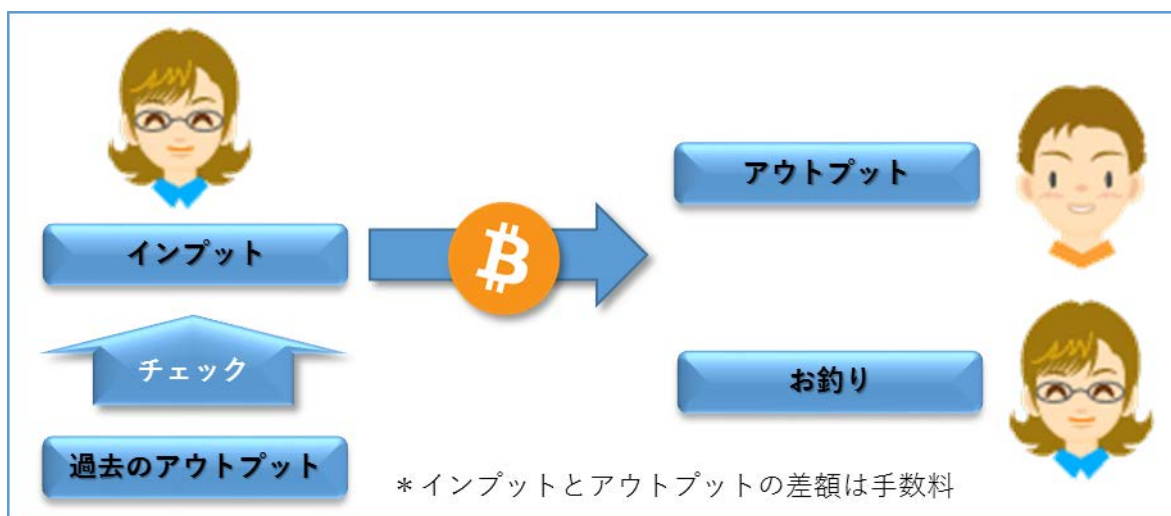 インプット
アウトプット
チェック
お釣り
過去のアウトプット
＊インプットとアウトプットの差額は手数料